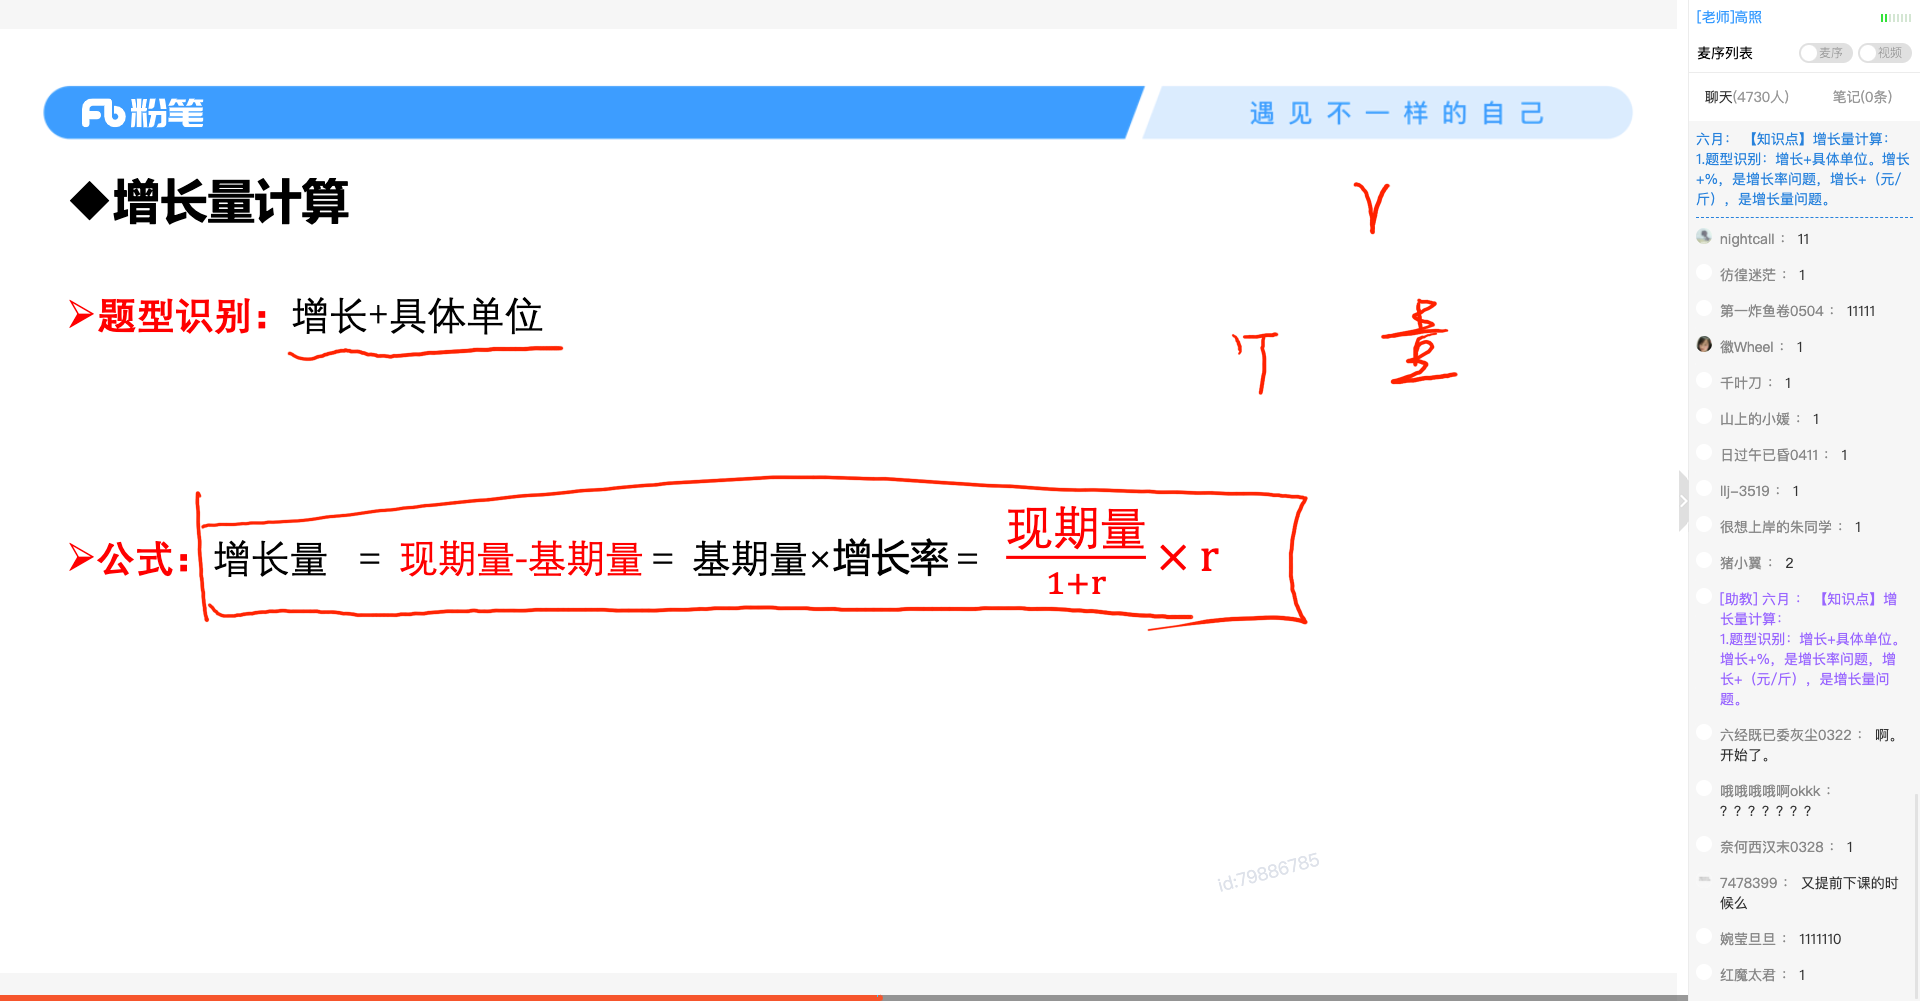 粉笔
遇见不一样的自己
◆增长量计算
➢题型识别：增长+具体单位
量
➢公式：增长量 = 现期量-基期量 = 基期量×增长率 = 现期量/1+r × r
id:79886785
[老师]高照
麦序列表 麦序 视频
聊天(4730人) 笔记(0条)
六月： 【知识点】增长量计算：
1.题型识别：增长+具体单位。增长
+%，是增长率问题，增长+（元/
斤），是增长量问题。
nightcall： 11
彷徨迷茫： 1
第一炸鱼卷0504： 11111
徽Wheel： 1
千叶刀： 1
山上的小媛： 1
日过午已昏0411： 1
llj-3519： 1
很想上岸的朱同学： 1
猪小翼： 2
[助教] 六月： 【知识点】增
长量计算：
1.题型识别：增长+具体单位。
增长+%，是增长率问题，增
长+（元/斤），是增长量问
题。
六经既已委灰尘0322： 啊。
开始了。
哦哦哦哦啊okkk：
？？？？？？？
奈何西汉末0328： 1
7478399： 又提前下课的时
候么
婉莹旦旦： 1111110
红魔太君： 1